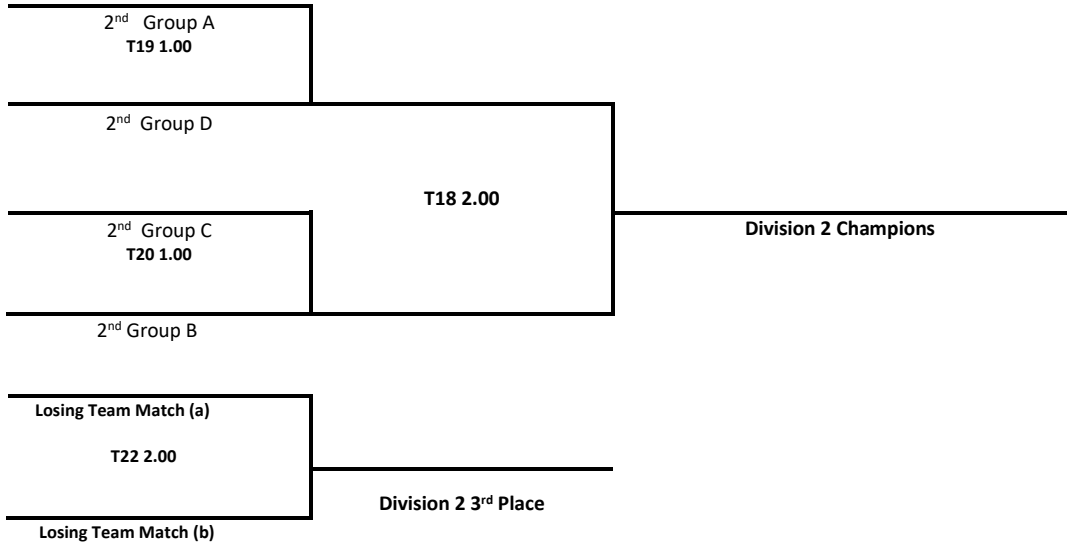 2nd Group A
T19 1.00
2nd Group D
T18 2.00
2nd Group C
T20 1.00
Division 2 Champions
2nd Group B
Losing Team Match (a)
T22 2.00
Division 2 3rd Place
Losing Team Match (b)